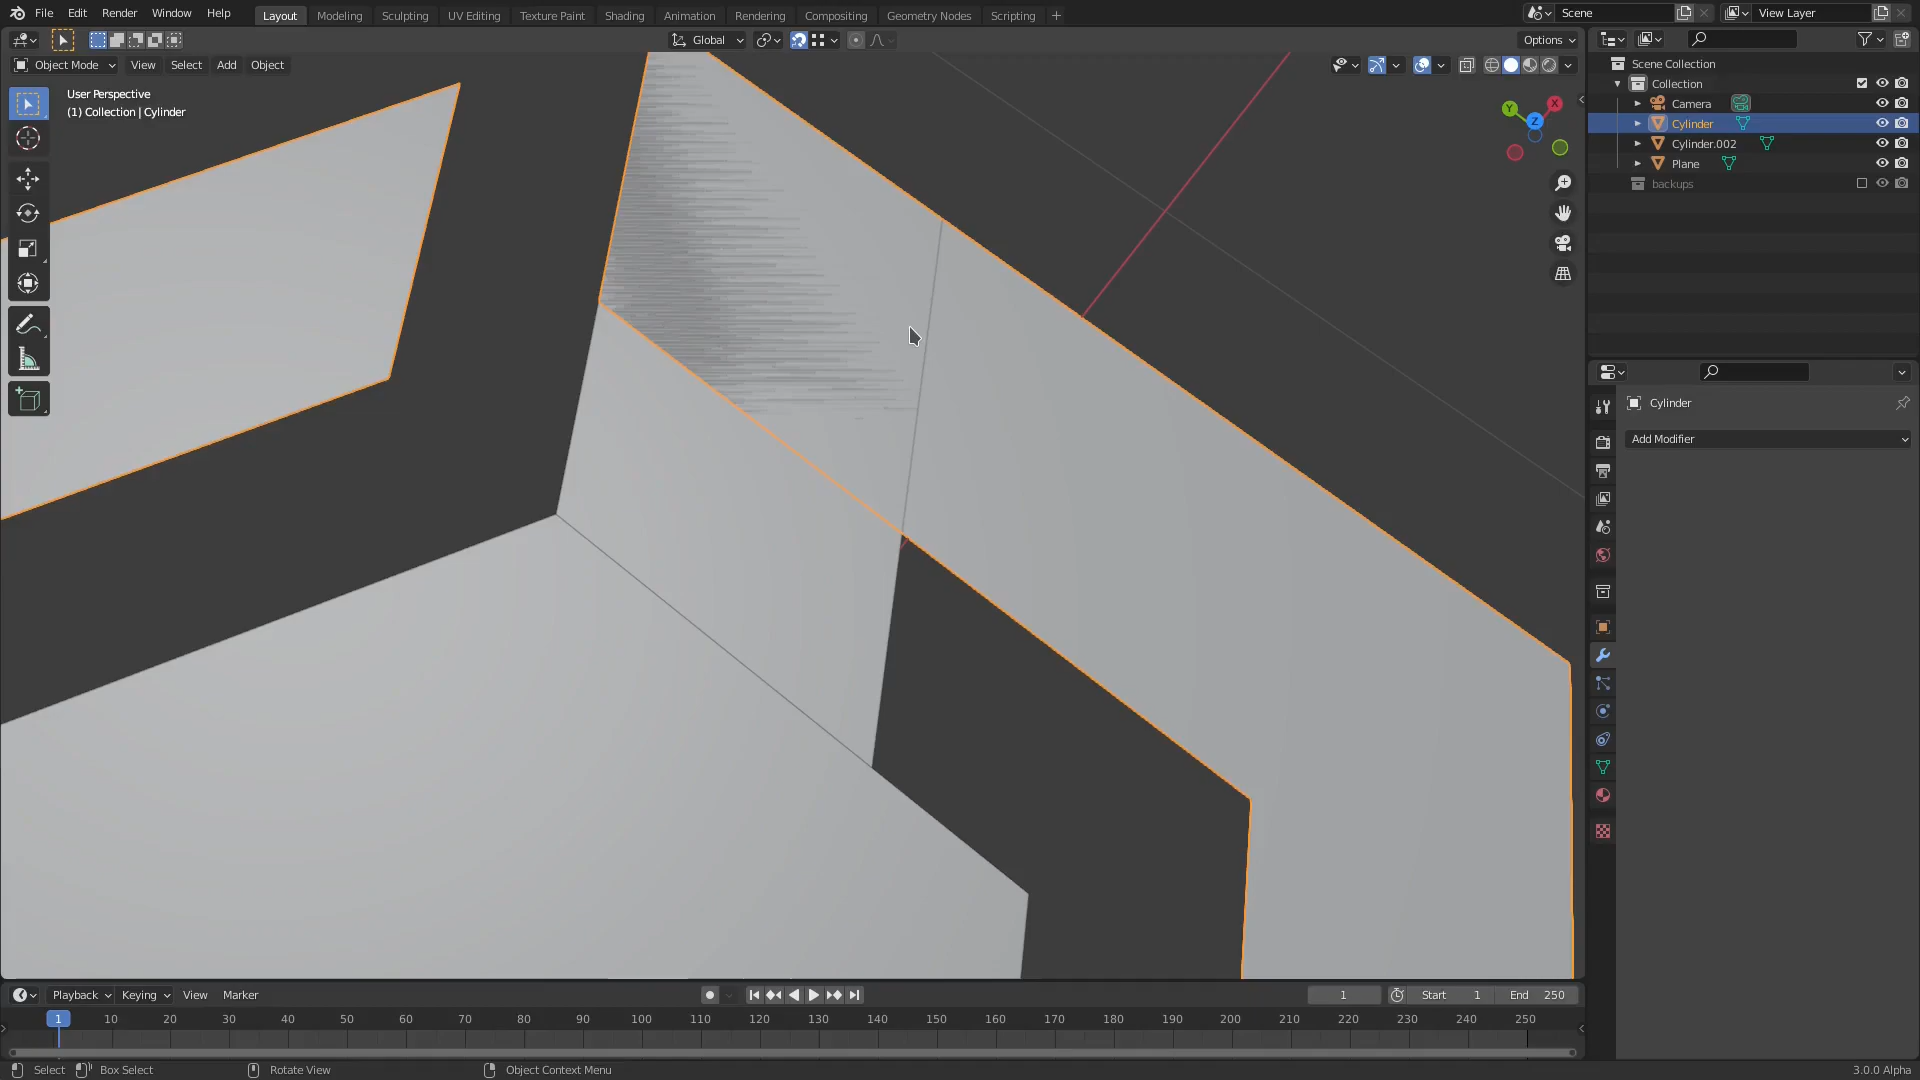 File Edit Render Window Help Layout Modeling Sculpting UV Editing Texture Paint Shading Animation Rendering Compositing Geometry Nodes Scripting + Scene View Layer
Global Options
Object Mode View Select Add Object
User Perspective
(1) Collection | Cylinder
Y X Z
Scene Collection
Collection
Camera
Cylinder
Cylinder.002
Plane
backups
Cylinder
Add Modifier
Playback Keying View Marker 1 Start 1 End 250
1 10 20 30 40 50 60 70 80 90 100 110 120 130 140 150 160 170 180 190 200 210 220 230 240 250
Select Box Select Rotate View Object Context Menu 3.0.0 Alpha